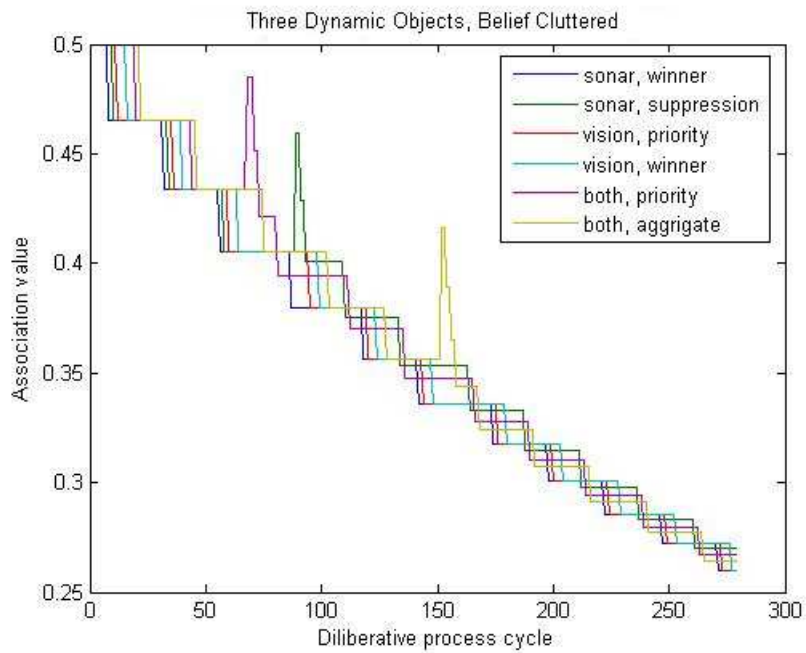 Three Dynamic Objects, Belief Cluttered
0.5
0.45
0.4
0.35
0.3
0.25
Association value
sonar, winner
sonar, suppression
vision, priority
vision, winner
both, priority
both, aggrigate
0 50 100 150 200 250 300
Diliberative process cycle